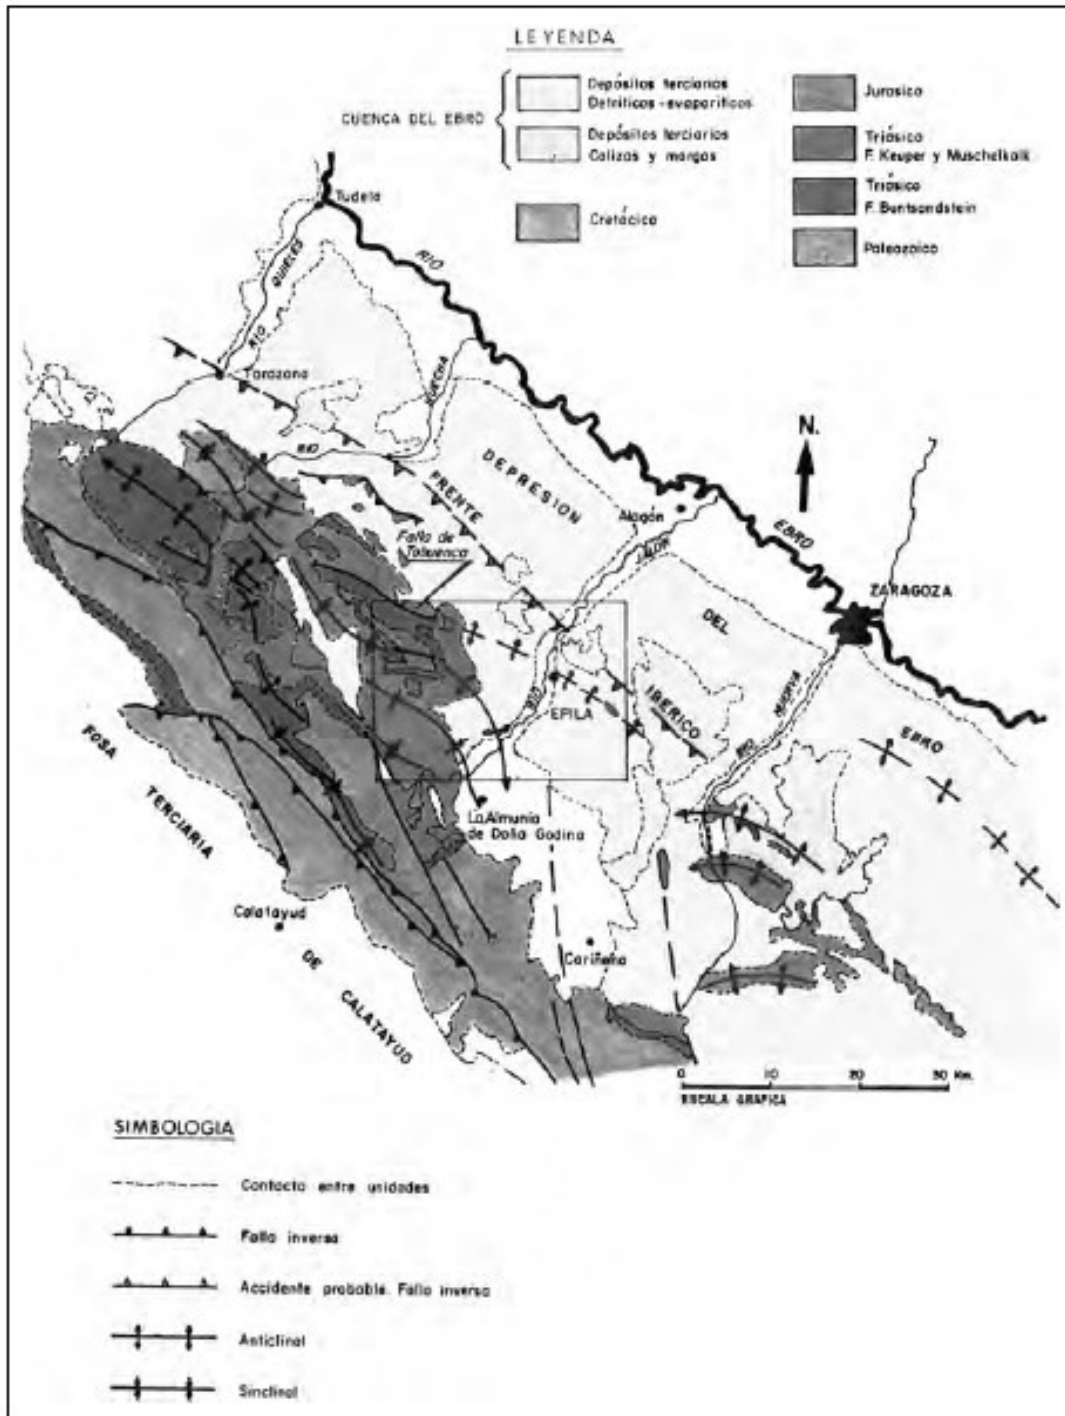 LEYENDA
CUENCA DEL EBRO
Depósitos terciarios
Detríticos-evaporíticos
Depósitos terciarios
Calizas y margas
Cretácico
Jurasico
Triásico
F. Keuper y Muschelkalk
Triásico
F. Buntsandstein
Paleozoico
Tudela
RIO
QUEILES
RIO
Tarazona
HUECHA
RIO
DEPRESION
FRENTE
Falla de
Tabuenca
Alagón
JALON
N.
EBRO
ZARAGOZA
DEL
RIO
EPILA
IBERICO
HUERVA
RIO
EBRO
FOSA
TERCIARIA
DE
CALATAYUD
La Almunia
de Doña Godina
Calatayud
Cariñena
0 10 20 30 Km.
ESCALA GRAFICA
SIMBOLOGIA
Contacto entre unidades
Falla inversa
Accidente probable. Falla inversa
Anticlinal
Sinclinal